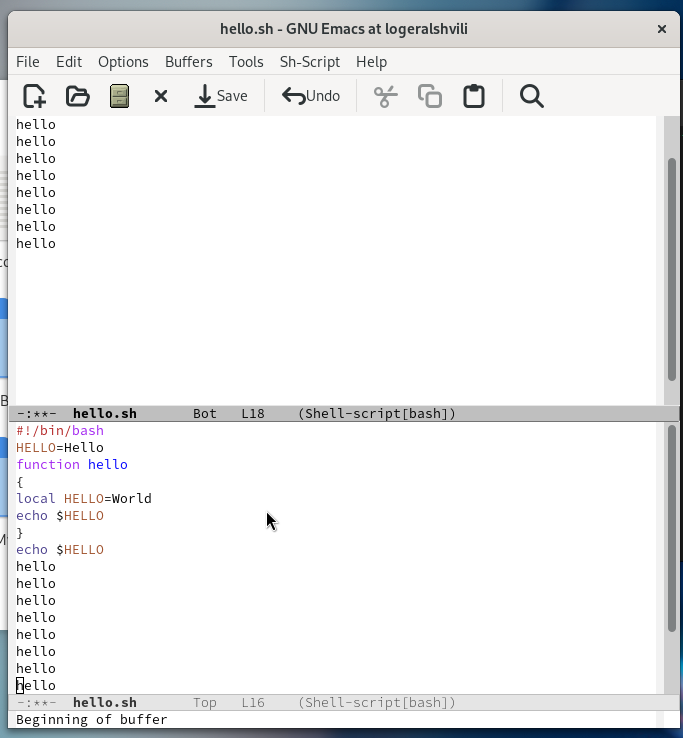 hello.sh - GNU Emacs at logeralshvili
File Edit Options Buffers Tools Sh-Script Help
Save Undo
hello
hello
hello
hello
hello
hello
hello
hello
-:**- hello.sh Bot L18 (Shell-script[bash])
#!/bin/bash
HELLO=Hello
function hello
{
local HELLO=World
echo $HELLO
}
echo $HELLO
hello
hello
hello
hello
hello
hello
hello
hello
-:**- hello.sh Top L16 (Shell-script[bash])
Beginning of buffer